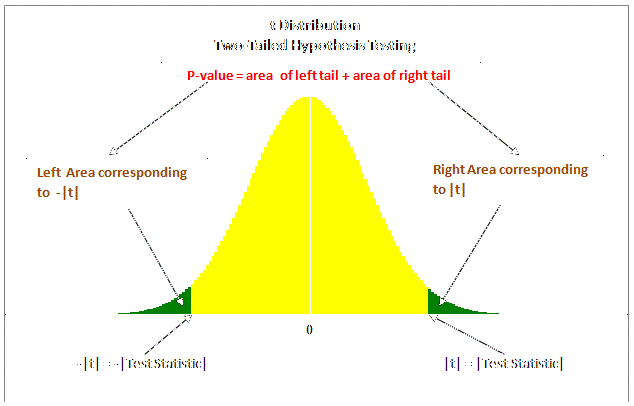 t Distribution
Two-Tailed Hypothesis Testing
P-value = area of left tail + area of right tail
Left Area corresponding
to -|t|
Right Area corresponding
to |t|
0
-|t| = -|Test Statistic|
|t| = |Test Statistic|